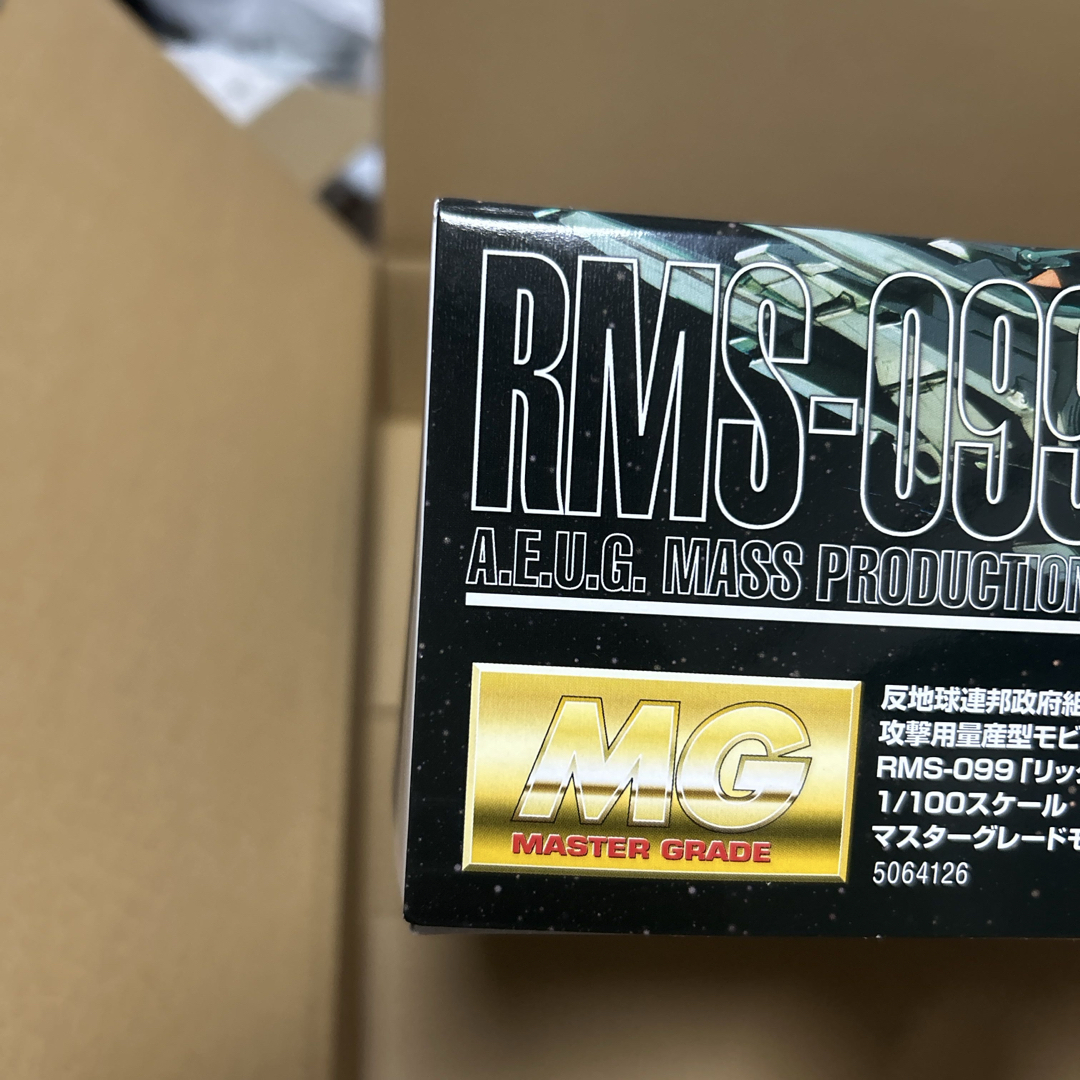 RMS-099
A.E.U.G. MASS PRODUCTION
MG
MASTER GRADE
反地球連邦政府組
攻撃用量産型モビ
RMS-099「リック
1/100スケール
マスターグレードモ
5064126